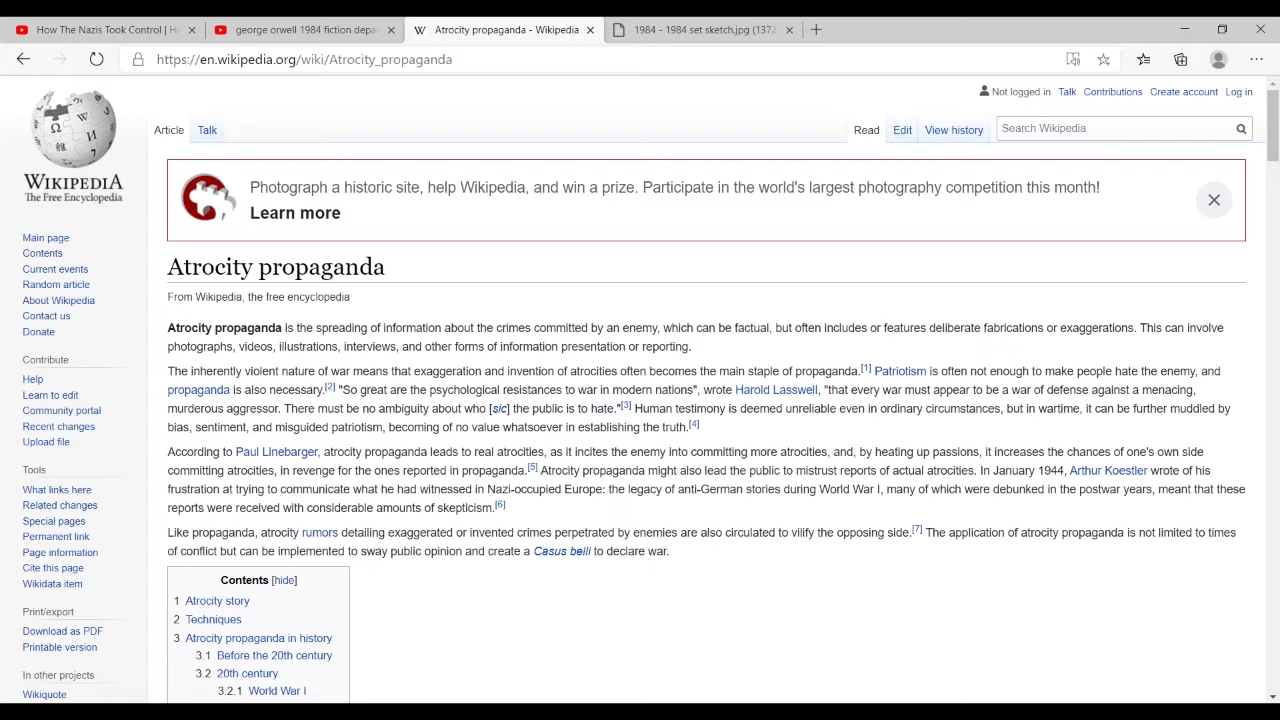 How The Nazis Took Control | Hi
george orwell 1984 fiction depa
Atrocity propaganda - Wikipedia
1984 - 1984 set sketch.jpg (1372
https://en.wikipedia.org/wiki/Atrocity_propaganda
Not logged in Talk Contributions Create account Log in
Article Talk
Read Edit View history
Search Wikipedia
WIKIPEDIA
The Free Encyclopedia
Main page
Contents
Current events
Random article
About Wikipedia
Contact us
Donate
Contribute
Help
Learn to edit
Community portal
Recent changes
Upload file
Tools
What links here
Related changes
Special pages
Permanent link
Page information
Cite this page
Wikidata item
Print/export
Download as PDF
Printable version
In other projects
Wikiquote
Photograph a historic site, help Wikipedia, and win a prize. Participate in the world's largest photography competition this month!
Learn more
Atrocity propaganda
From Wikipedia, the free encyclopedia
Atrocity propaganda is the spreading of information about the crimes committed by an enemy, which can be factual, but often includes or features deliberate fabrications or exaggerations. This can involve
photographs, videos, illustrations, interviews, and other forms of information presentation or reporting.
The inherently violent nature of war means that exaggeration and invention of atrocities often becomes the main staple of propaganda.[1] Patriotism is often not enough to make people hate the enemy, and
propaganda is also necessary.[2] "So great are the psychological resistances to war in modern nations", wrote Harold Lasswell, "that every war must appear to be a war of defense against a menacing,
murderous aggressor. There must be no ambiguity about who [sic] the public is to hate."[3] Human testimony is deemed unreliable even in ordinary circumstances, but in wartime, it can be further muddled by
bias, sentiment, and misguided patriotism, becoming of no value whatsoever in establishing the truth.[4]
According to Paul Linebarger, atrocity propaganda leads to real atrocities, as it incites the enemy into committing more atrocities, and, by heating up passions, it increases the chances of one's own side
committing atrocities, in revenge for the ones reported in propaganda.[5] Atrocity propaganda might also lead the public to mistrust reports of actual atrocities. In January 1944, Arthur Koestler wrote of his
frustration at trying to communicate what he had witnessed in Nazi-occupied Europe: the legacy of anti-German stories during World War I, many of which were debunked in the postwar years, meant that these
reports were received with considerable amounts of skepticism.[6]
Like propaganda, atrocity rumors detailing exaggerated or invented crimes perpetrated by enemies are also circulated to vilify the opposing side.[7] The application of atrocity propaganda is not limited to times
of conflict but can be implemented to sway public opinion and create a Casus belli to declare war.
Contents [hide]
1 Atrocity story
2 Techniques
3 Atrocity propaganda in history
3.1 Before the 20th century
3.2 20th century
3.2.1 World War I